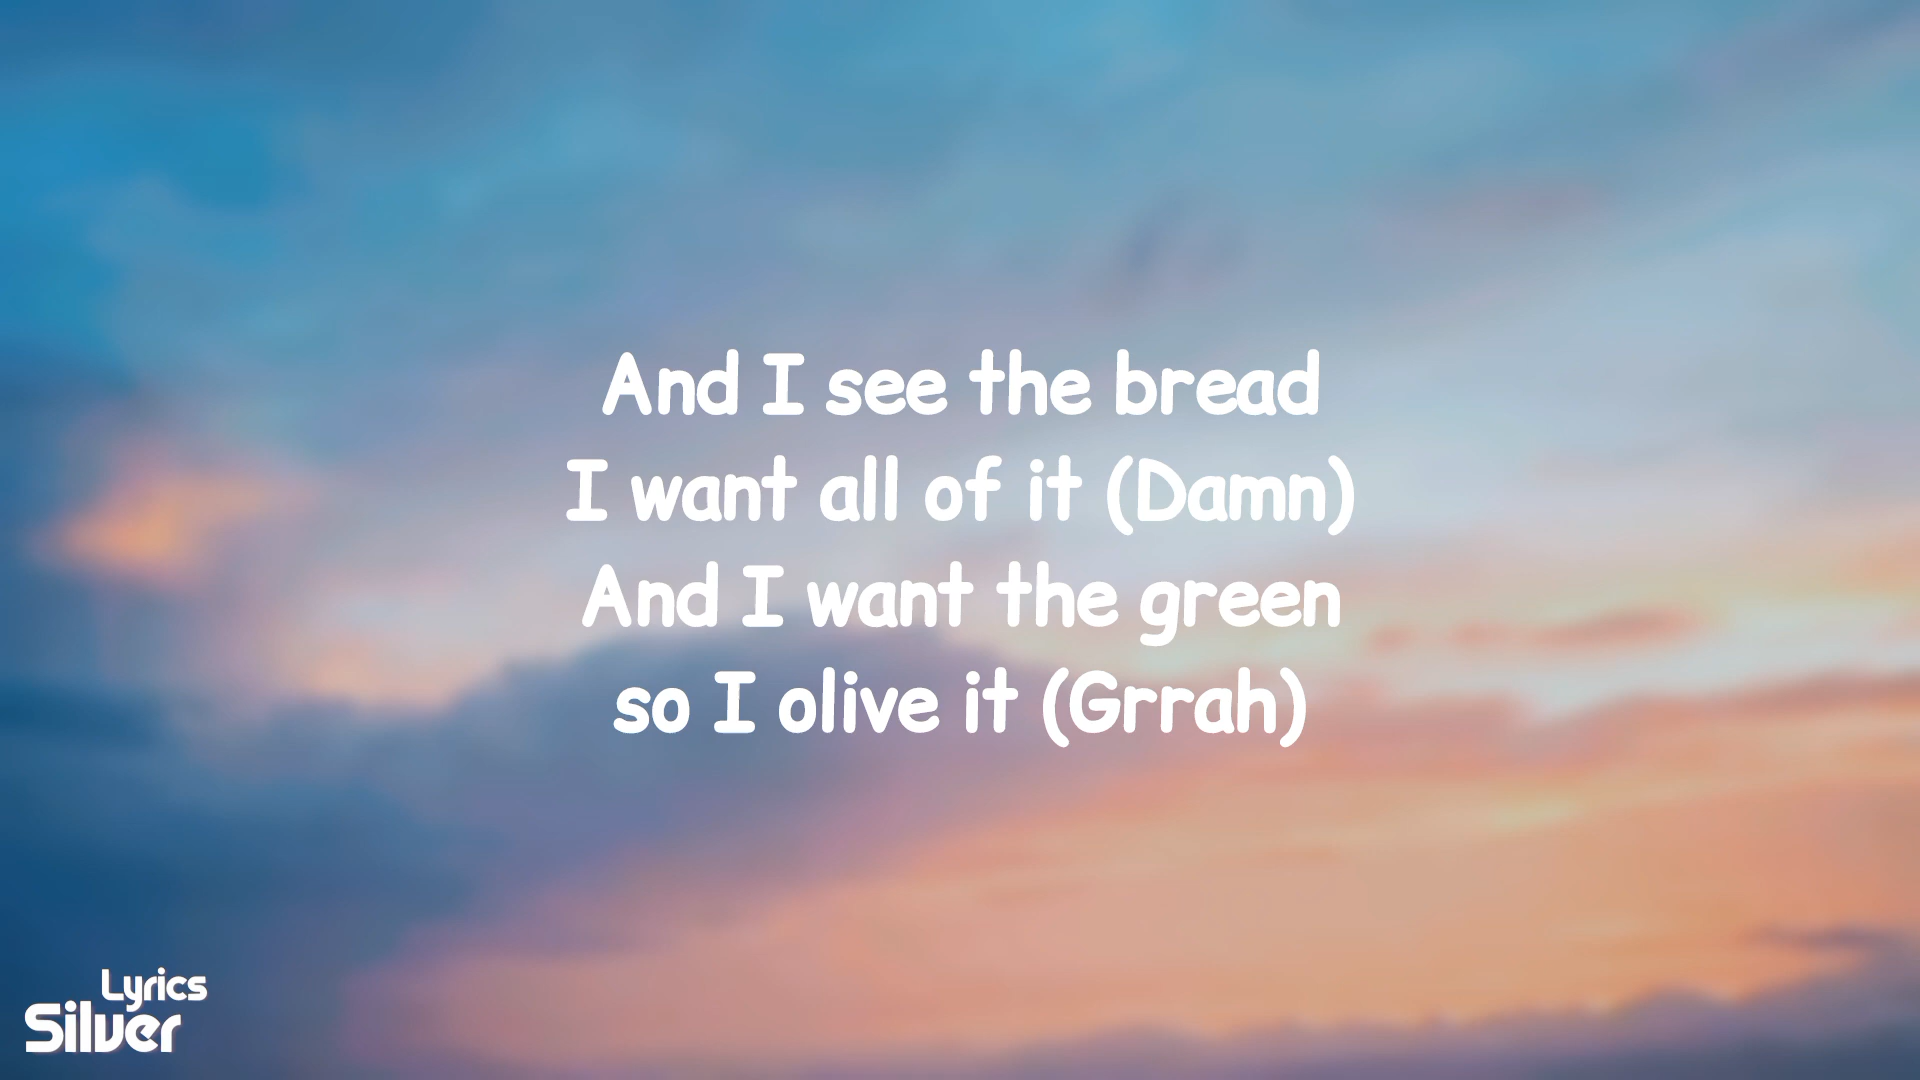 And I see the bread
I want all of it (Damn)
And I want the green
so I olive it (Grrah)
Lyrics
Silver